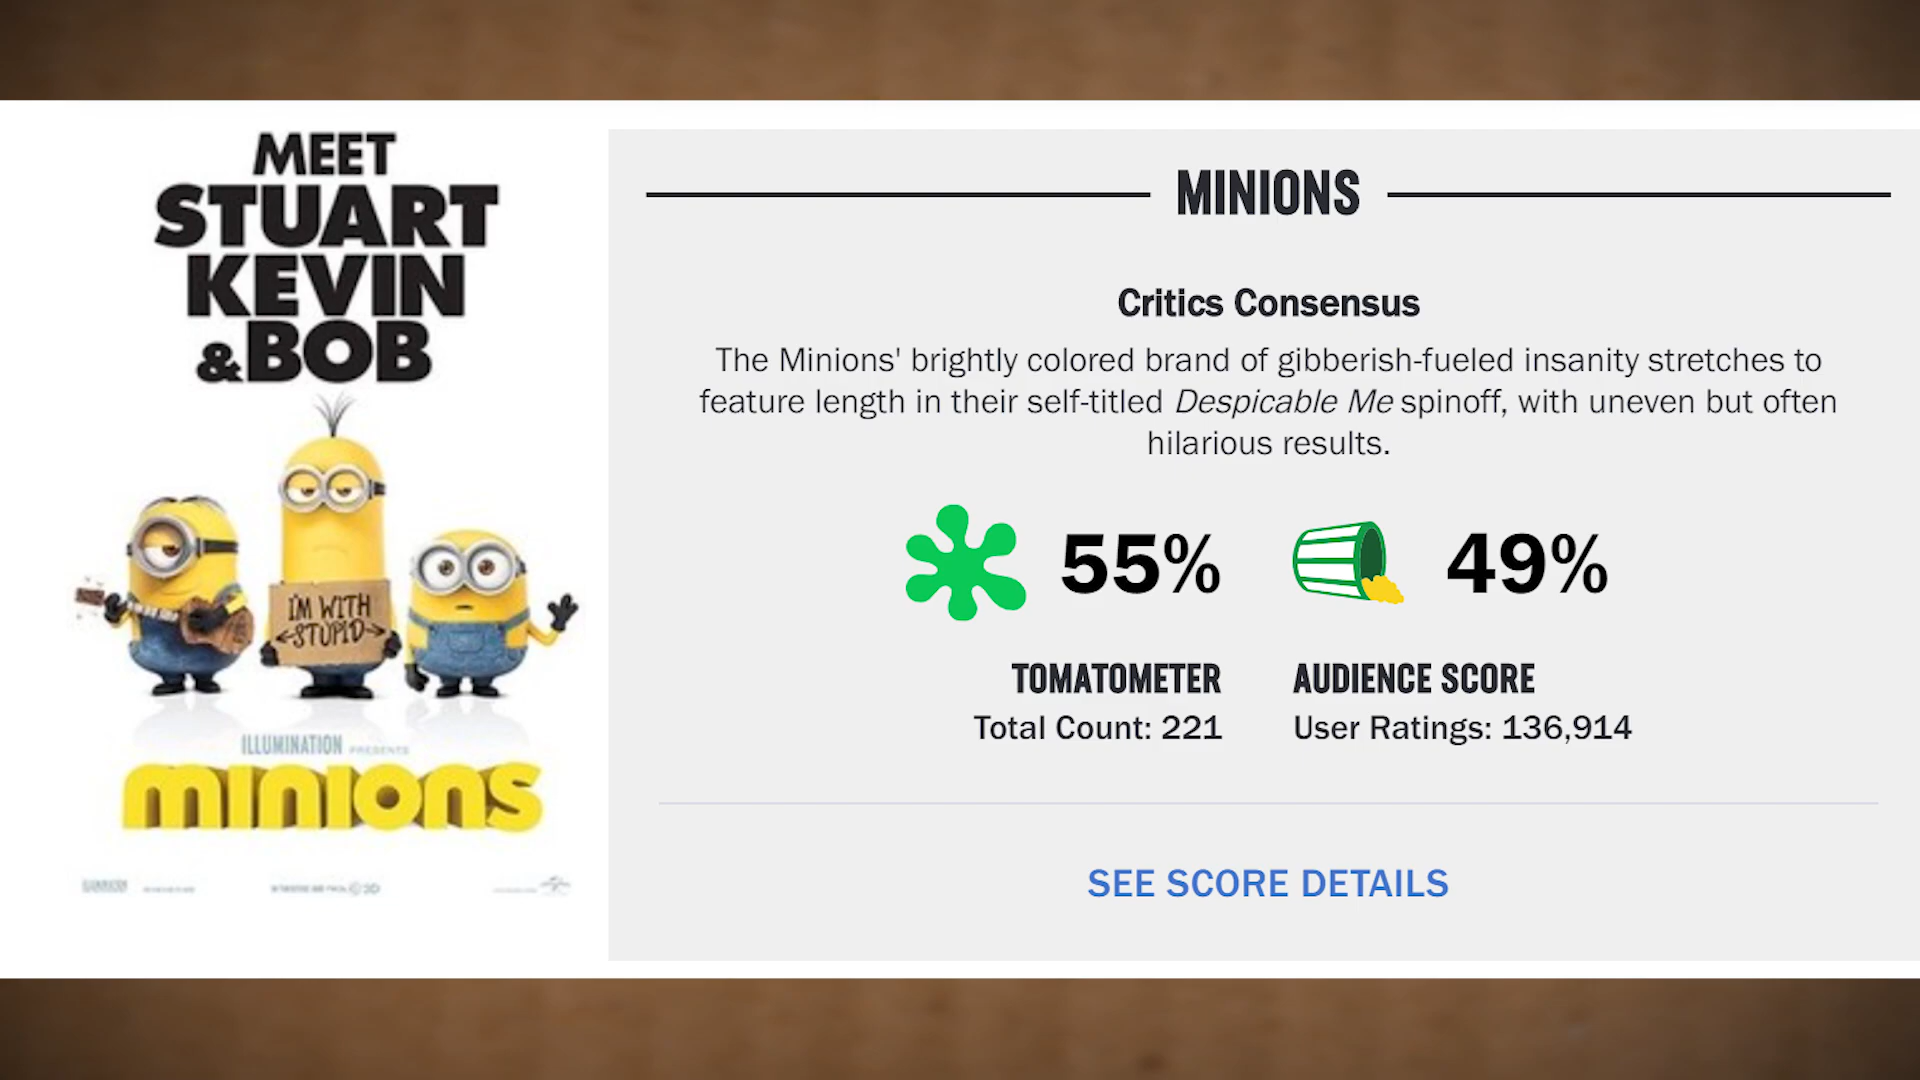 MEET
STUART
KEVIN
&BOB
I'M WITH
STUPID
ILLUMINATION PRESENTS
minions
MINIONS
Critics Consensus
The Minions' brightly colored brand of gibberish-fueled insanity stretches to
feature length in their self-titled Despicable Me spinoff, with uneven but often
hilarious results.
55% 49%
TOMATOMETER AUDIENCE SCORE
Total Count: 221 User Ratings: 136,914
SEE SCORE DETAILS